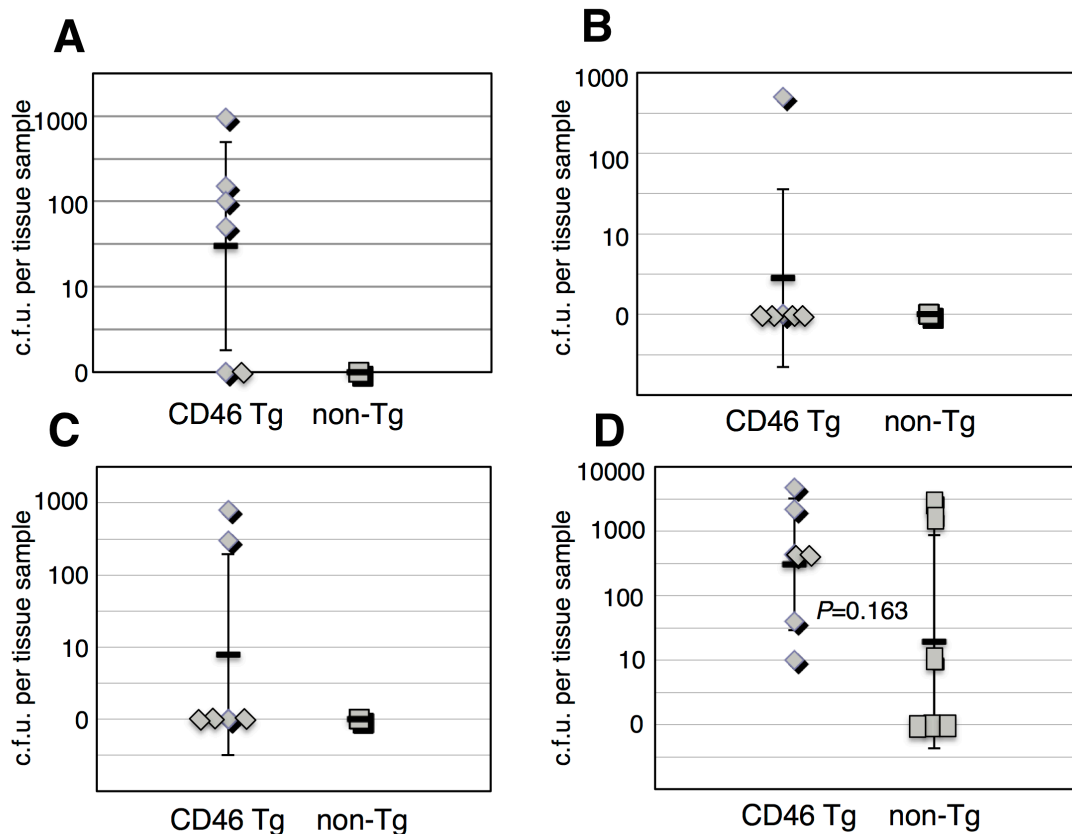 A
c.f.u. per tissue sample
1000
100
10
0
CD46 Tg non-Tg
B
c.f.u. per tissue sample
1000
100
10
0
CD46 Tg non-Tg
C
c.f.u. per tissue sample
1000
100
10
0
CD46 Tg non-Tg
D
c.f.u. per tissue sample
10000
1000
100
10
0
P=0.163
CD46 Tg non-Tg